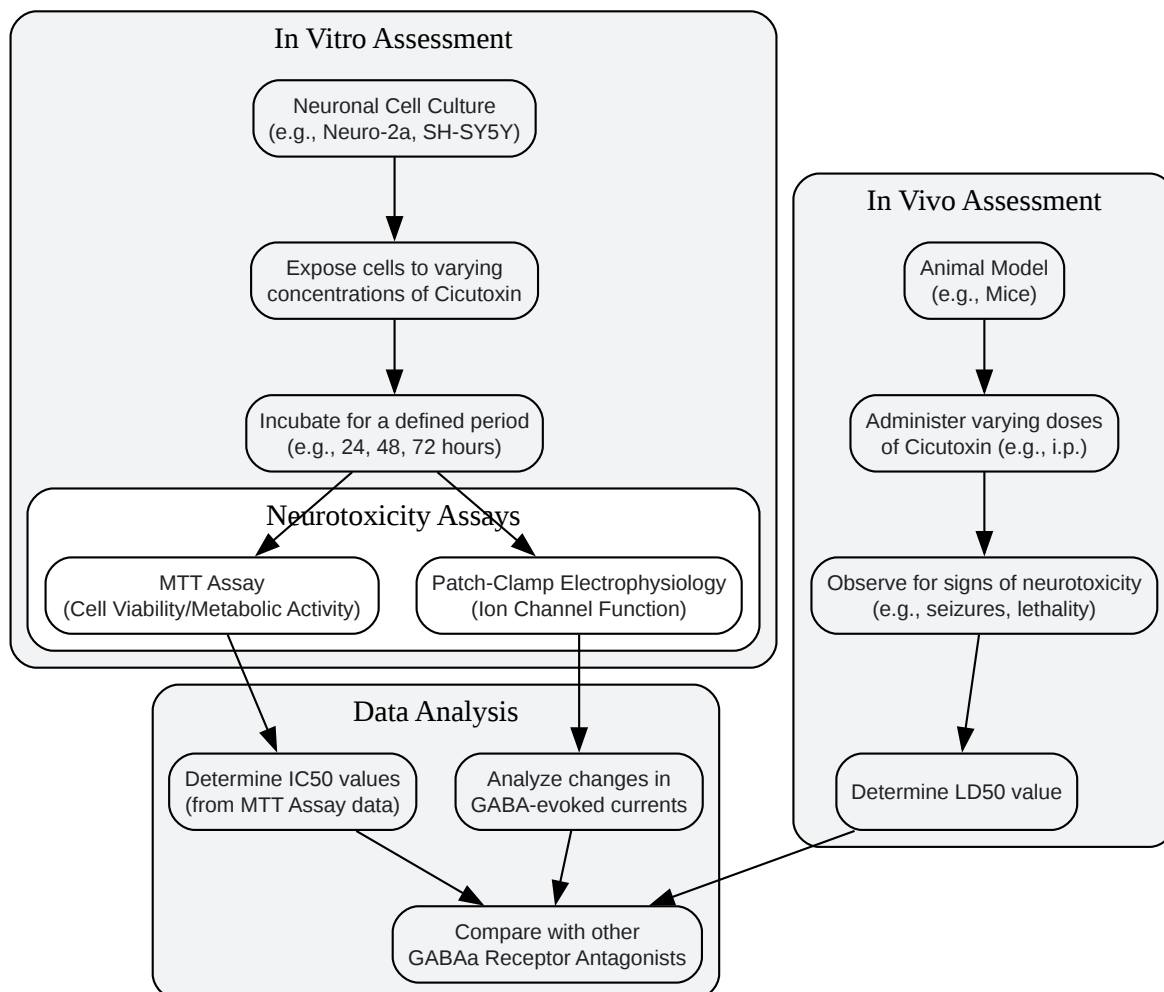 In Vitro Assessment
Neuronal Cell Culture
(e.g., Neuro-2a, SH-SY5Y)
Expose cells to varying
concentrations of Cicutoxin
Incubate for a defined period
(e.g., 24, 48, 72 hours)
Neurotoxicity Assays
MTT Assay
(Cell Viability/Metabolic Activity)
Patch-Clamp Electrophysiology
(Ion Channel Function)
In Vivo Assessment
Animal Model
(e.g., Mice)
Administer varying doses
of Cicutoxin (e.g., i.p.)
Observe for signs of neurotoxicity
(e.g., seizures, lethality)
Determine LD50 value
Data Analysis
Determine IC50 values
(from MTT Assay data)
Analyze changes in
GABA-evoked currents
Compare with other
GABAa Receptor Antagonists